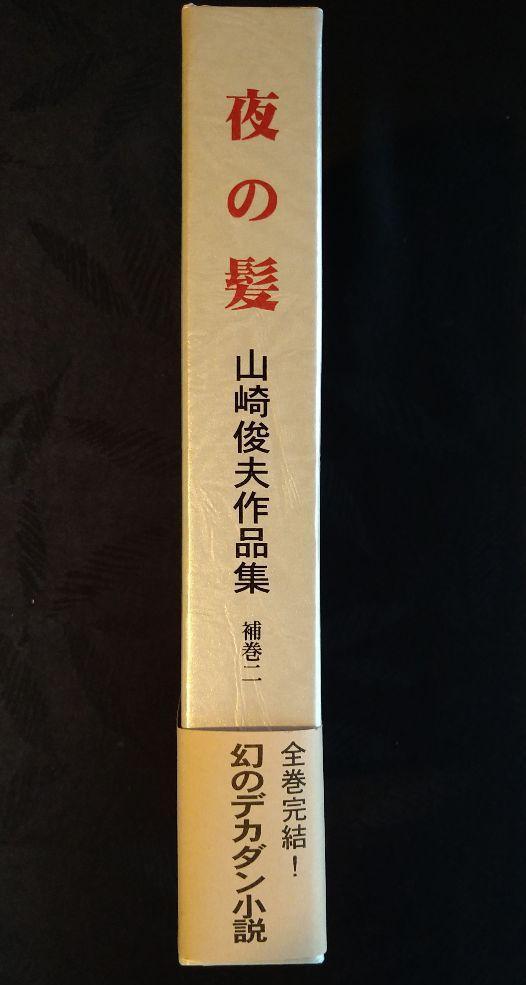 夜の髪
山崎俊夫作品集
補巻二
全巻完結！
幻のデカダン小説